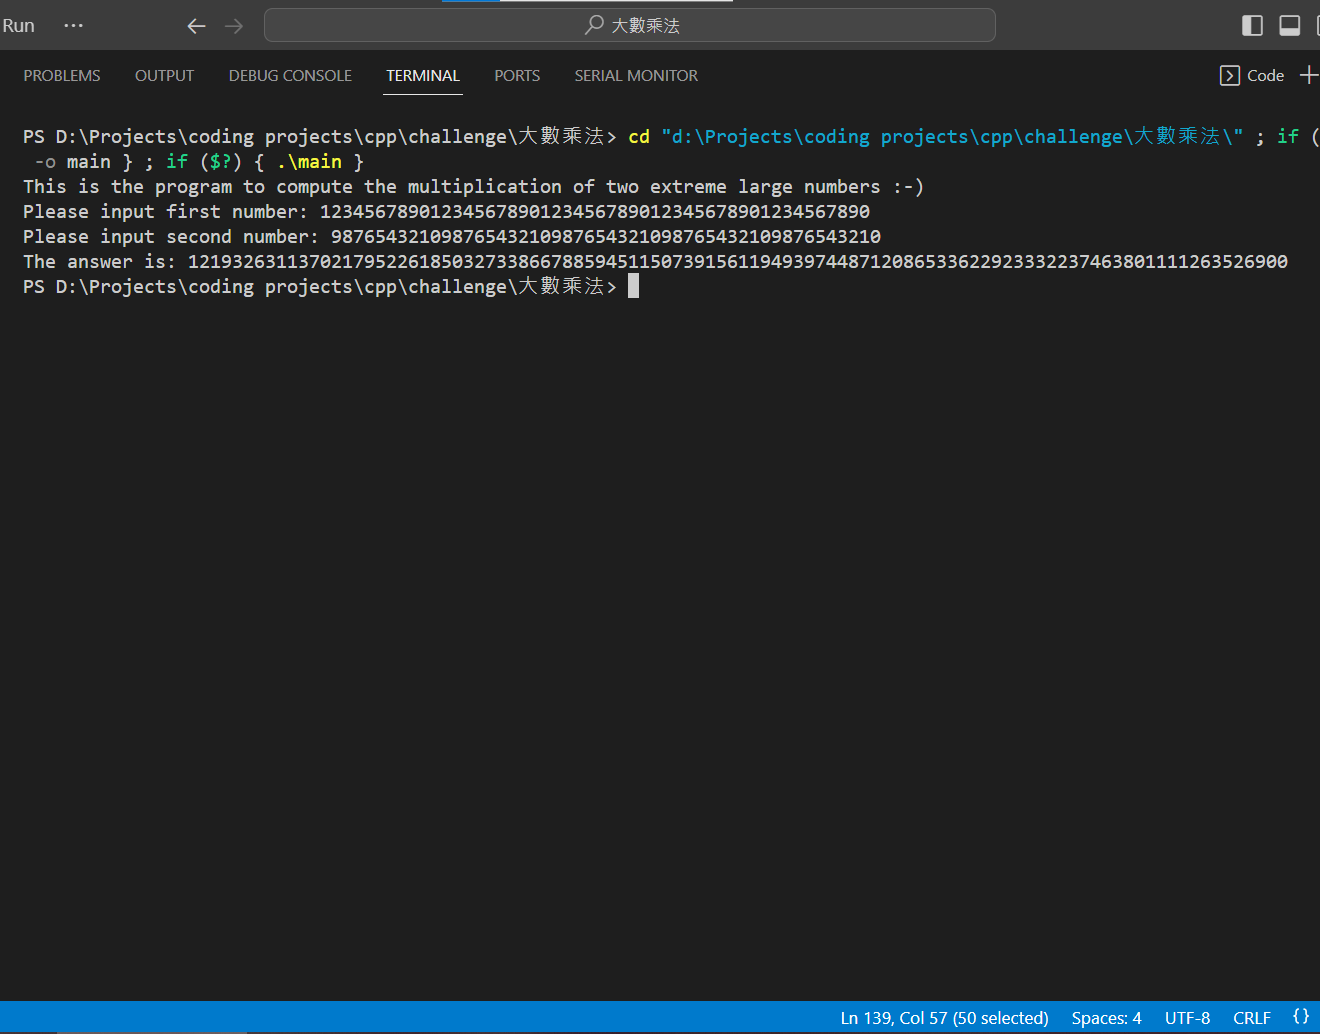 Run ··· ← → 大數乘法
PROBLEMS OUTPUT DEBUG CONSOLE TERMINAL PORTS SERIAL MONITOR Code +
PS D:\Projects\coding projects\cpp\challenge\大數乘法> cd "d:\Projects\coding projects\cpp\challenge\大數乘法\" ; if (
-o main } ; if ($?) { .\main }
This is the program to compute the multiplication of two extreme large numbers :-)
Please input first number: 12345678901234567890123456789012345678901234567890
Please input second number: 98765432109876543210987654321098765432109876543210
The answer is: 1219326311370217952261850327338667885945115073915611949397448712086533622923332237463801111263526900
PS D:\Projects\coding projects\cpp\challenge\大數乘法>
Ln 139, Col 57 (50 selected) Spaces: 4 UTF-8 CRLF {}